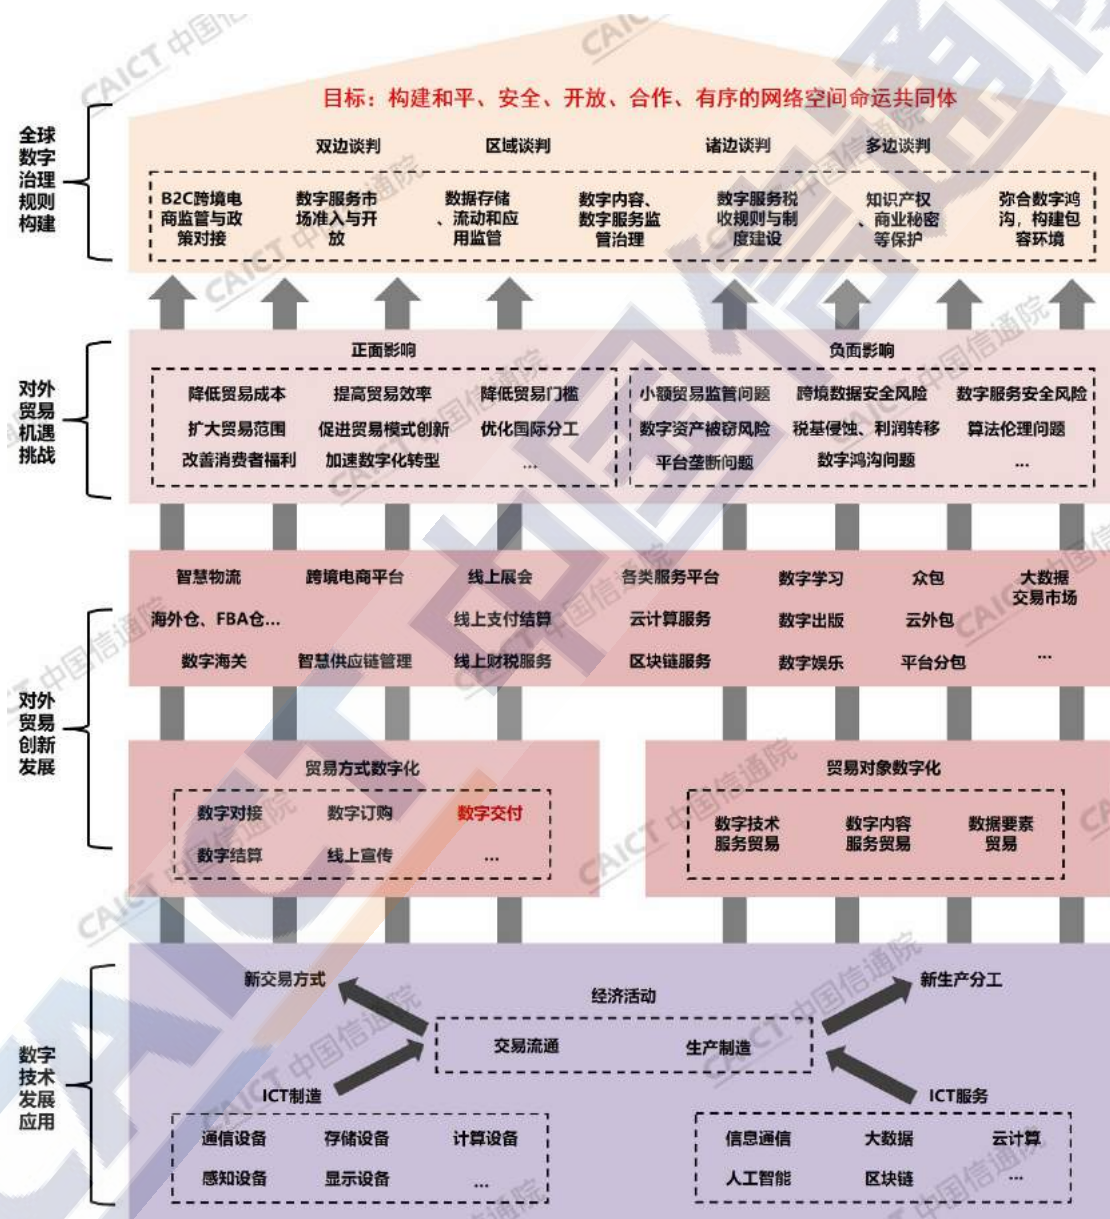 目标：构建和平、安全、开放、合作、有序的网络空间命运共同体
全球
数字
治理
规则
构建
双边谈判 区域谈判 诸边谈判 多边谈判
B2C跨境电
商监管与政
策对接
数字服务市
场准入与开
放
数据存储
、流动和应
用监管
数字内容、
数字服务监
管治理
数字服务税
收规则与制
度建设
知识产权
、商业秘密
等保护
弥合数字鸿
沟，构建包
容环境
对外
贸易
机遇
挑战
正面影响
降低贸易成本 提高贸易效率 降低贸易门槛
扩大贸易范围 促进贸易模式创新 优化国际分工
改善消费者福利 加速数字化转型 ...
负面影响
小额贸易监管问题 跨境数据安全风险 数字服务安全风险
数字资产被窃风险 税基侵蚀、利润转移 算法伦理问题
平台垄断问题 数字鸿沟问题 ...
对外
贸易
创新
发展
智慧物流 跨境电商平台 线上展会 各类服务平台 数字学习 众包 大数据
交易市场
海外仓、FBA仓... 线上支付结算 云计算服务 数字出版 云外包
数字海关 智慧供应链管理 线上财税服务 区块链服务 数字娱乐 平台分包 ...
贸易方式数字化
数字对接 数字订购 数字交付
数字结算 线上宣传 ...
贸易对象数字化
数字技术
服务贸易
数字内容
服务贸易
数据要素
贸易
数字
技术
发展
应用
新交易方式
经济活动
新生产分工
交易流通 生产制造
ICT制造
通信设备 存储设备 计算设备
感知设备 显示设备 ...
ICT服务
信息通信 大数据 云计算
人工智能 区块链 ...
CAICT 中国信通院